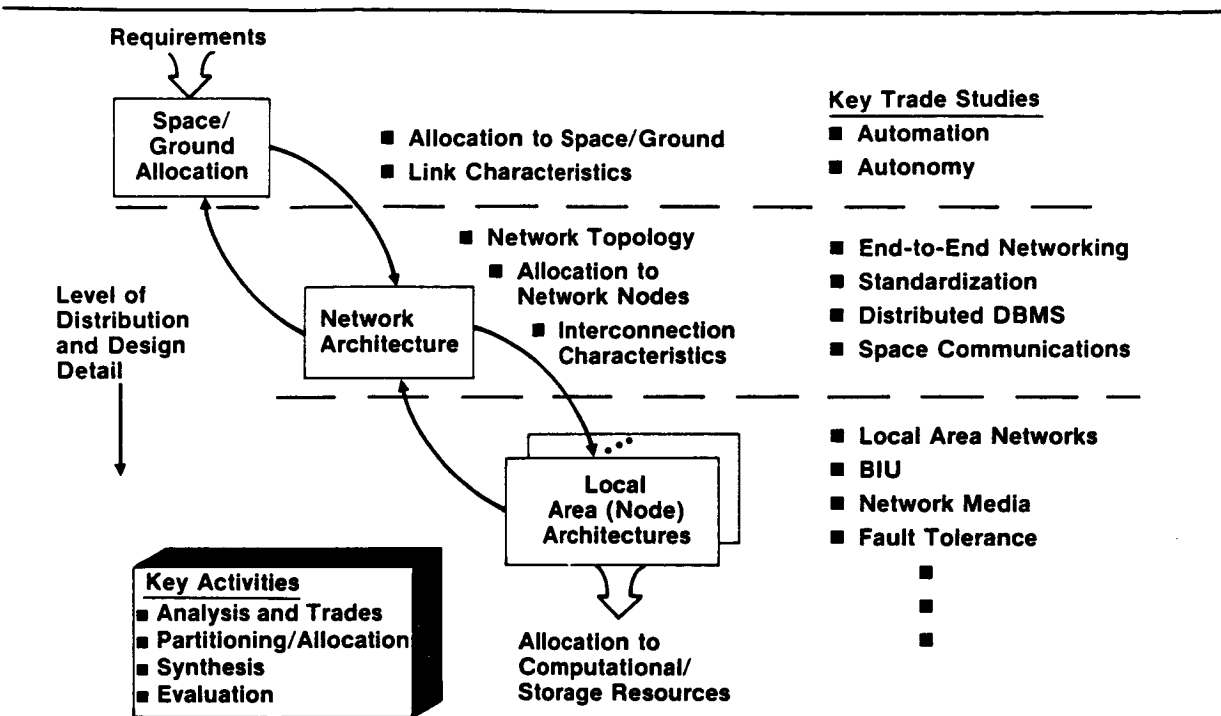 Requirements
Space/
Ground
Allocation
■ Allocation to Space/Ground
■ Link Characteristics
Key Trade Studies
■ Automation
■ Autonomy
Level of
Distribution
and Design
Detail
Network
Architecture
■ Network Topology
■ Allocation to
Network Nodes
■ Interconnection
Characteristics
■ End-to-End Networking
■ Standardization
■ Distributed DBMS
■ Space Communications
Local
Area (Node)
Architectures
■ Local Area Networks
■ BIU
■ Network Media
■ Fault Tolerance
■
■
■
Key Activities
■ Analysis and Trades
■ Partitioning/Allocation
■ Synthesis
■ Evaluation
Allocation to
Computational/
Storage Resources